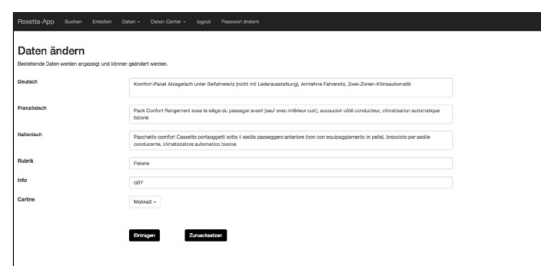 Rosetta-App Suchen Erstellen Daten Daten-Center logout Passwort ändern
Daten ändern
Bestehende Daten werden angezeigt und können geändert werden.
Deutsch
Komfort-Paket Ablagefach unter Beifahrersitz (nicht mit Lederausstattung), Armlehne Fahrersitz, Zwei-Zonen-Klimaautomatik
Französisch
Pack Confort Rangement sous le siège du passager avant (sauf avec intérieur cuir), accoudoir côté conducteur, climatisation automatique
bizone
Italienisch
Pacchetto comfort Cassetto portaoggetti sotto il sedile passeggero anteriore (non con equipaggiamento in pelle), bracciolo per sedile
conducente, climatizzatore automatico bizona
Rubrik
Pakete
Info
oBY
Carline
MokkaX
Eintragen Zuruecksetzen